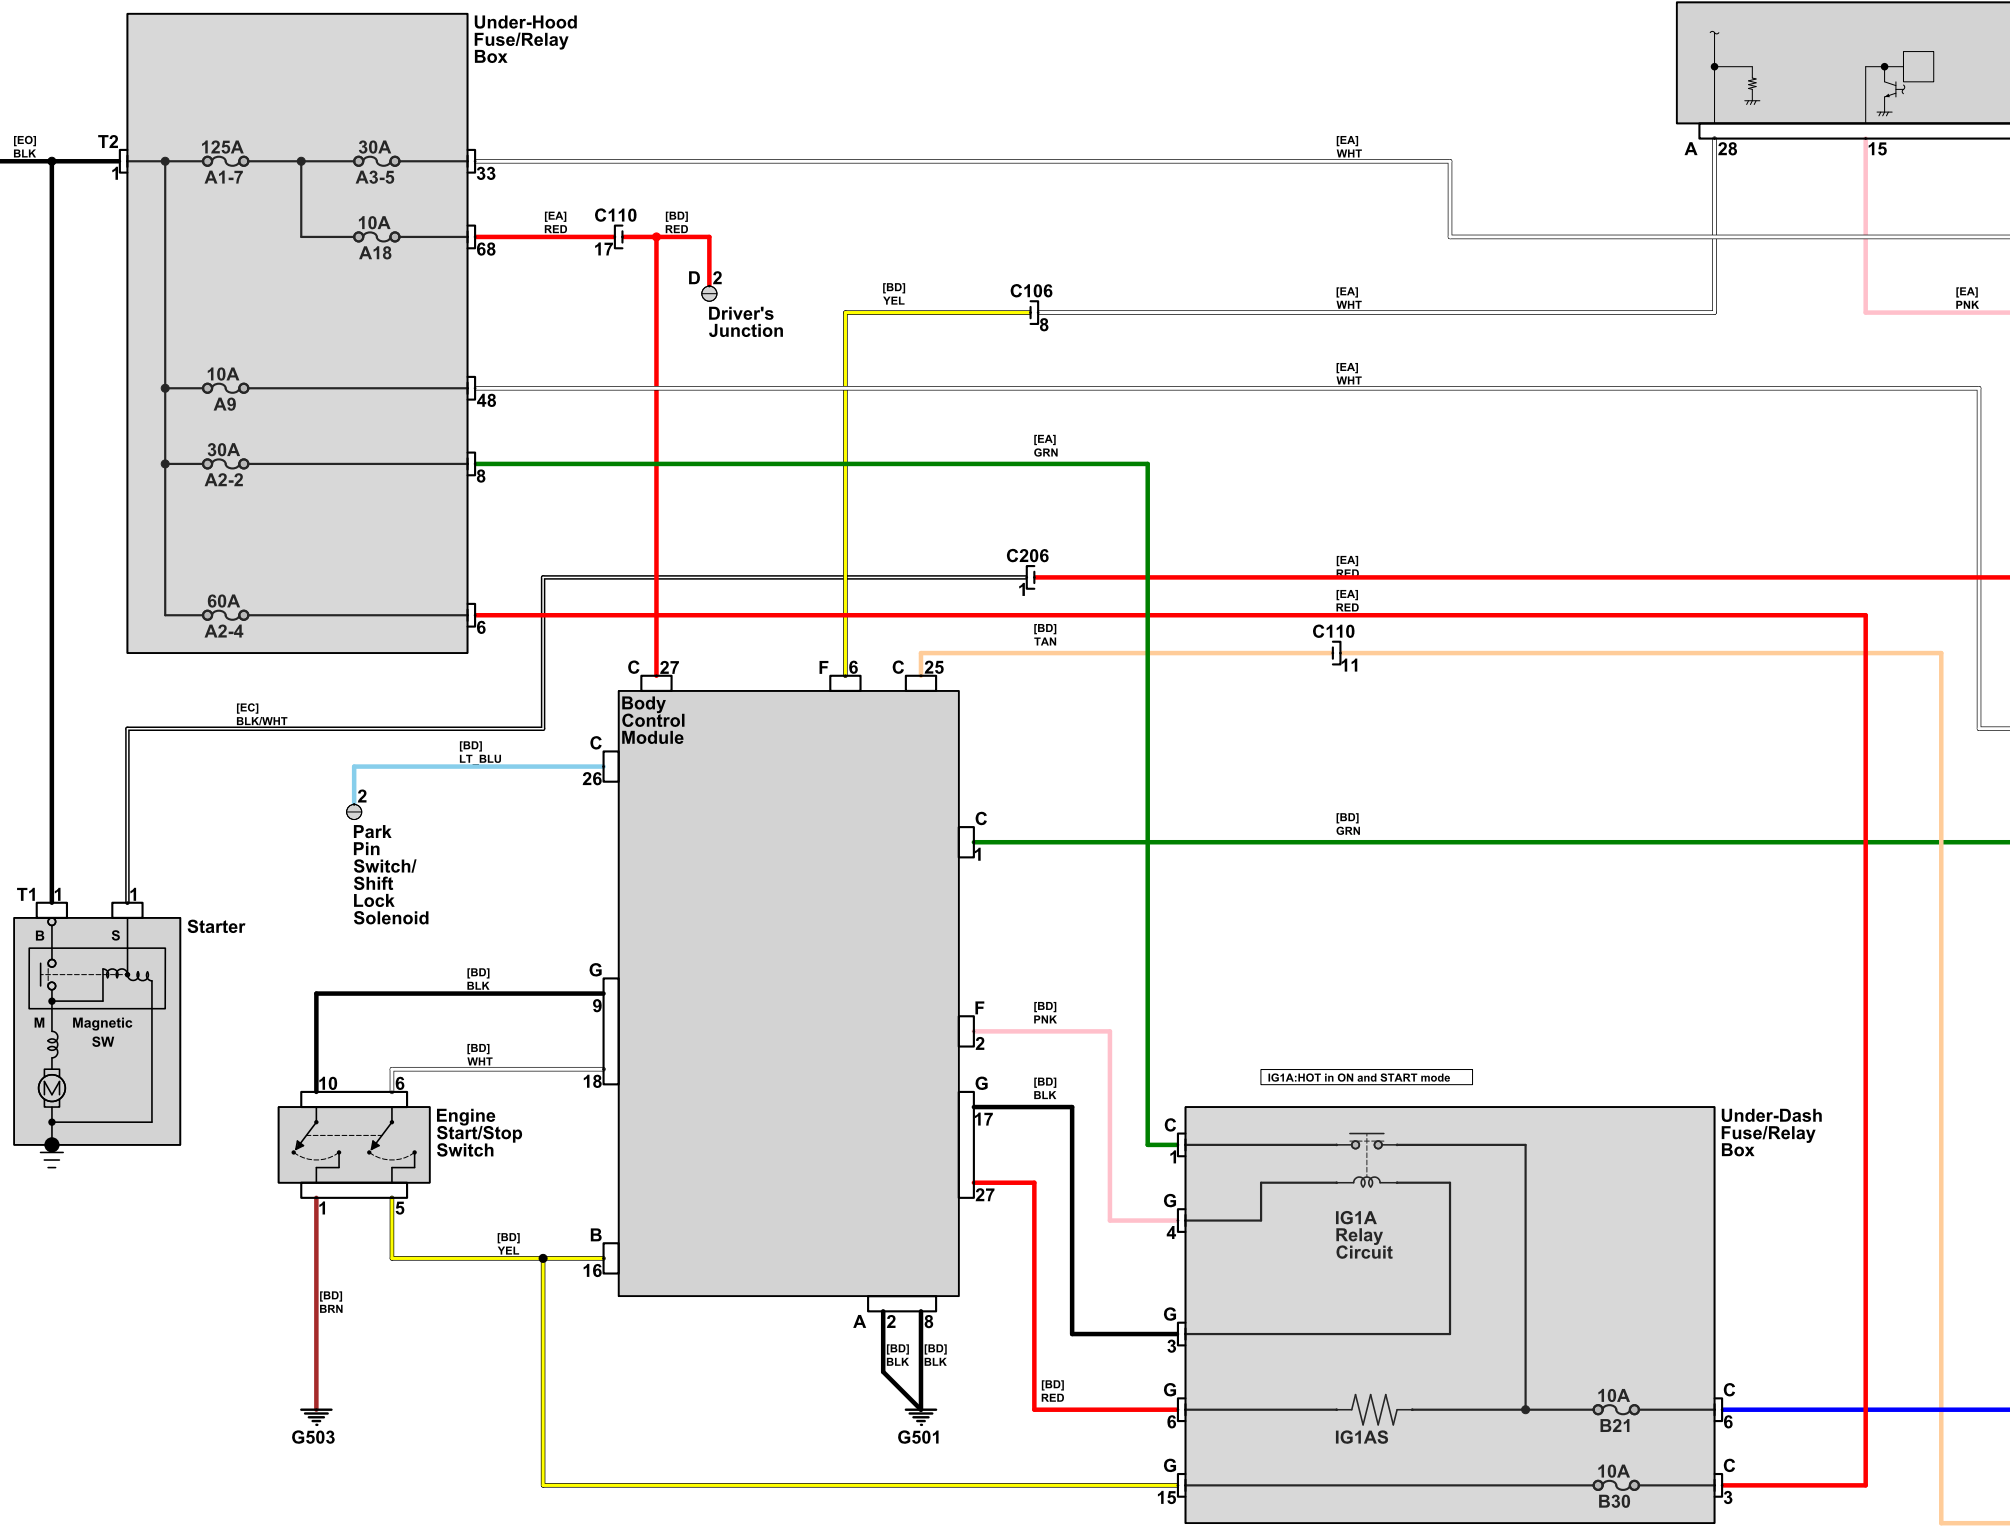 Under-Hood
Fuse/Relay
Box
[EO]
BLK
T2
1
125A
A1-7
30A
A3-5
33
[EA]
WHT
A
28
15
10A
A18
68
[EA]
RED
C110
17
[BD]
RED
D
2
Driver's
Junction
[BD]
YEL
C106
8
[EA]
WHT
[EA]
PNK
10A
A9
48
[EA]
WHT
30A
A2-2
8
[EA]
GRN
C206
1
[EA]
RED
60A
A2-4
6
[EA]
RED
[BD]
TAN
C110
11
C
27
F
6
C
25
Body
Control
Module
[EC]
BLK/WHT
[BD]
LT_BLU
C
26
2
Park
Pin
Switch/
Shift
Lock
Solenoid
C
1
[BD]
GRN
T1
1
1
Starter
B
S
M
Magnetic
SW
M
[BD]
BLK
G
9
[BD]
WHT
18
F
2
[BD]
PNK
G
17
[BD]
BLK
27
10
6
Engine
Start/Stop
Switch
1
5
[BD]
YEL
B
16
[BD]
BRN
G503
A
2
8
[BD]
BLK
[BD]
BLK
G501
[BD]
RED
IG1A:HOT in ON and START mode
Under-Dash
Fuse/Relay
Box
C
1
G
4
IG1A
Relay
Circuit
G
3
G
6
IG1AS
10A
B21
C
6
G
15
10A
B30
C
3